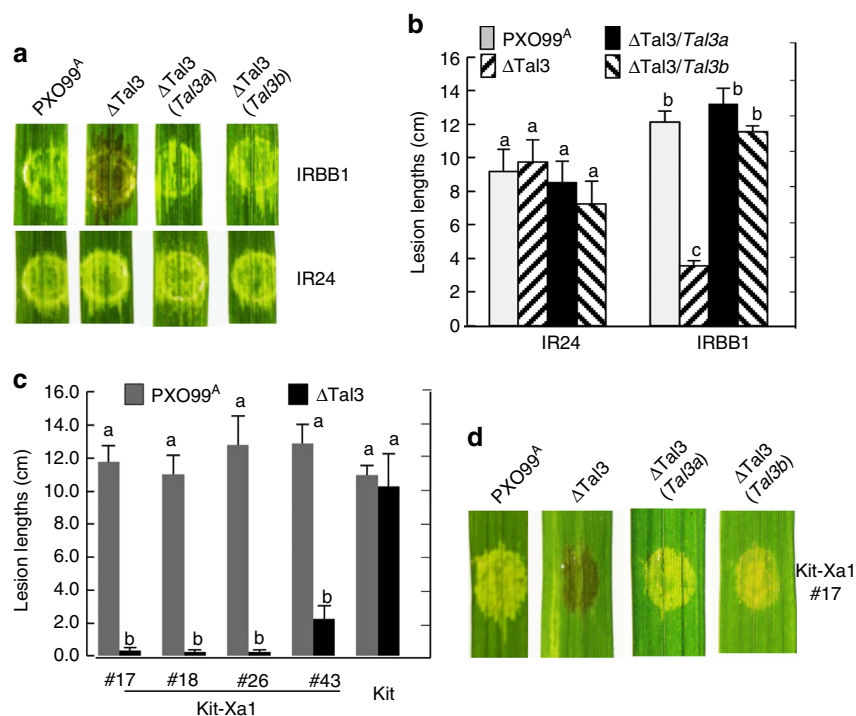 a
PXO99A
ΔTal3
ΔTal3
(Tal3a)
ΔTal3
(Tal3b)
IRBB1
IR24
b
PXO99A
ΔTal3/Tal3a
ΔTal3
ΔTal3/Tal3b
Lesion lengths (cm)
16
14
12
10
8
6
4
2
0
a
a
a
a
b
c
b
b
IR24
IRBB1
c
PXO99A
ΔTal3
Lesion lengths (cm)
16.0
14.0
12.0
10.0
8.0
6.0
4.0
2.0
0.0
a
b
a
b
a
b
a
b
a
a
#17
#18
#26
#43
Kit
Kit-Xa1
d
PXO99A
ΔTal3
ΔTal3
(Tal3a)
ΔTal3
(Tal3b)
Kit-Xa1
#17